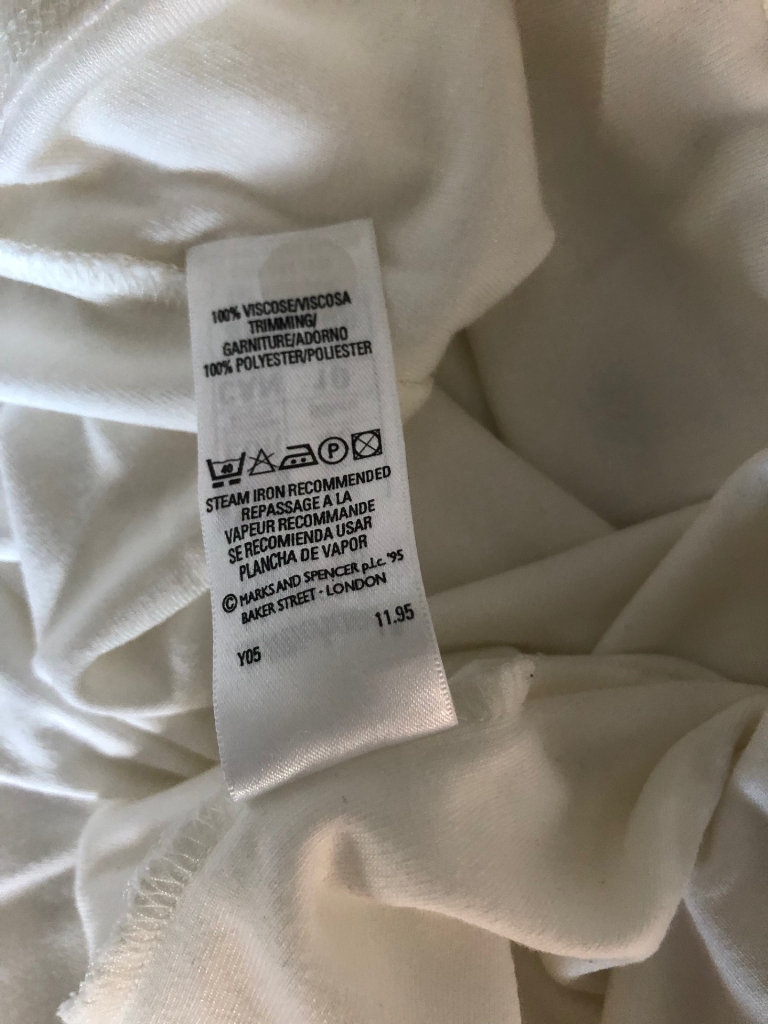 100% VISCOSE/VISCOSA
TRIMMING/
GARNITURE/ADORNO
100% POLYESTER/POLIESTER
40 P
STEAM IRON RECOMMENDED
REPASSAGE A LA
VAPEUR RECOMMANDE
SE RECOMIENDA USAR
PLANCHA DE VAPOR
© MARKS AND SPENCER p.l.c. '95
BAKER STREET - LONDON
11.95
Y05